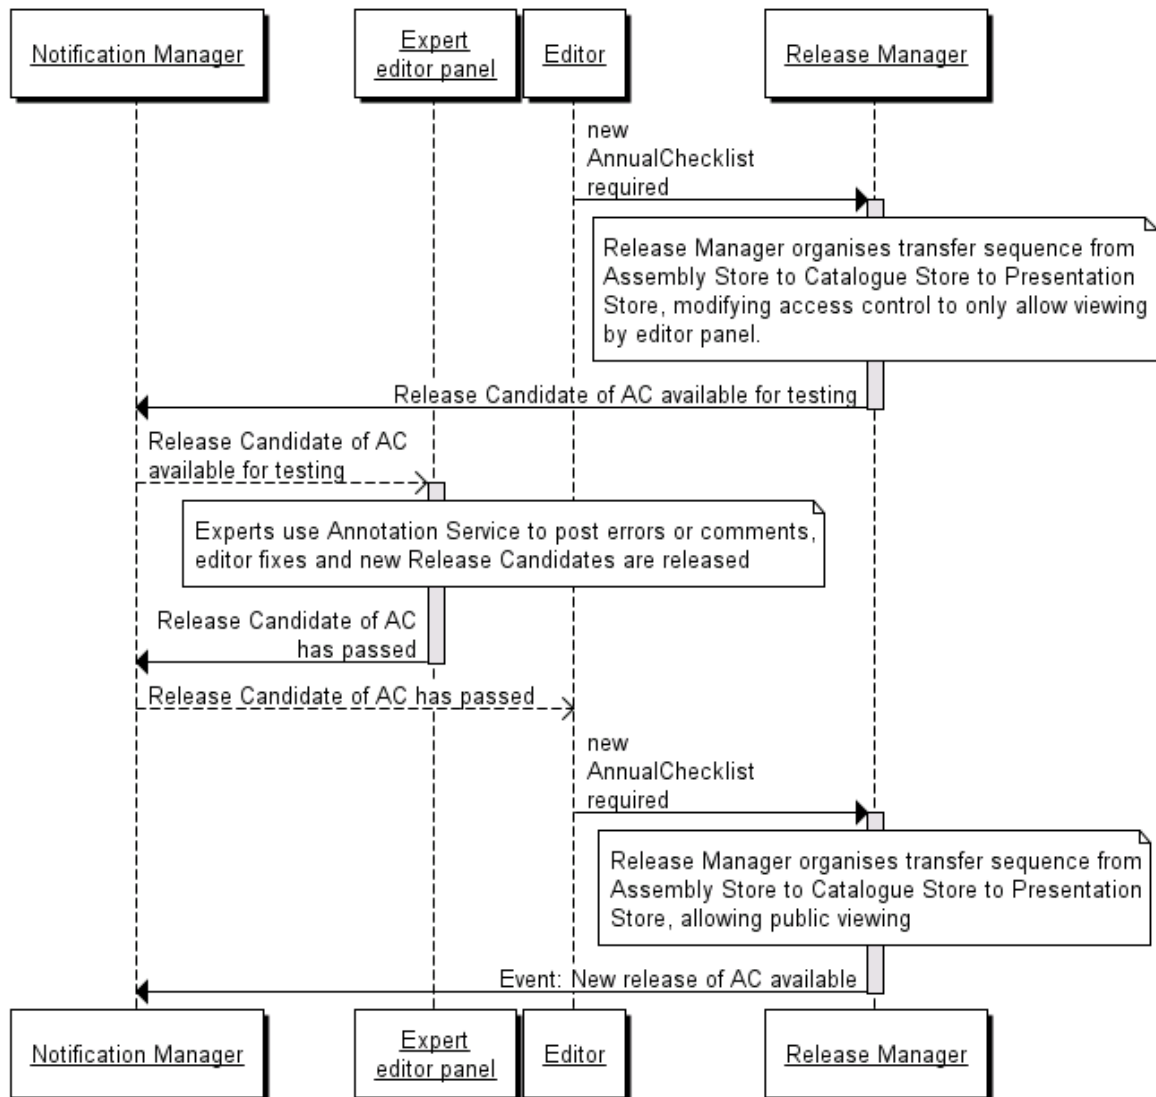 Notification Manager
Expert
editor panel
Editor
Release Manager
new
AnnualChecklist
required
Release Manager organises transfer sequence from
Assembly Store to Catalogue Store to Presentation
Store, modifying access control to only allow viewing
by editor panel.
Release Candidate of AC available for testing
Release Candidate of AC
available for testing
Experts use Annotation Service to post errors or comments,
editor fixes and new Release Candidates are released
Release Candidate of AC
has passed
Release Candidate of AC has passed
new
AnnualChecklist
required
Release Manager organises transfer sequence from
Assembly Store to Catalogue Store to Presentation
Store, allowing public viewing
Event: New release of AC available
Notification Manager
Expert
editor panel
Editor
Release Manager